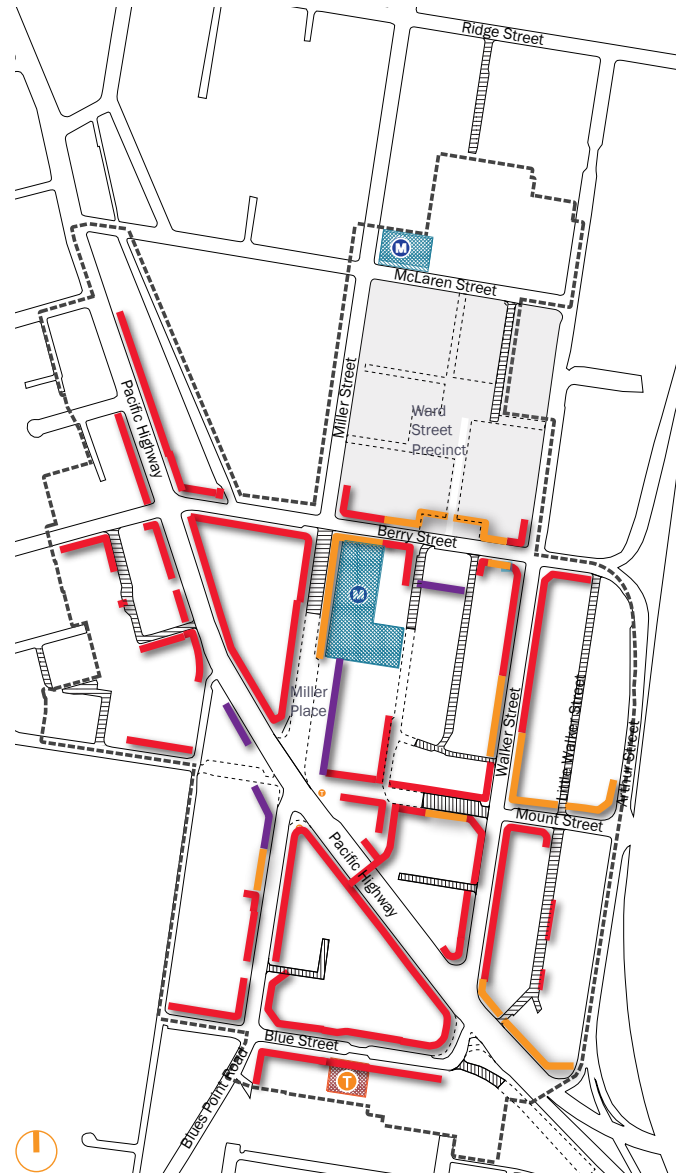 Ridge Street
M
McLaren Street
Pacific Highway
Miller Street
Ward
Street
Precinct
Berry Street
M
Miller
Place
Walker Street
Little Walker Street
Arthur Street
T
Mount Street
Pacific Highway
Blue Street
T
Blues Point Road